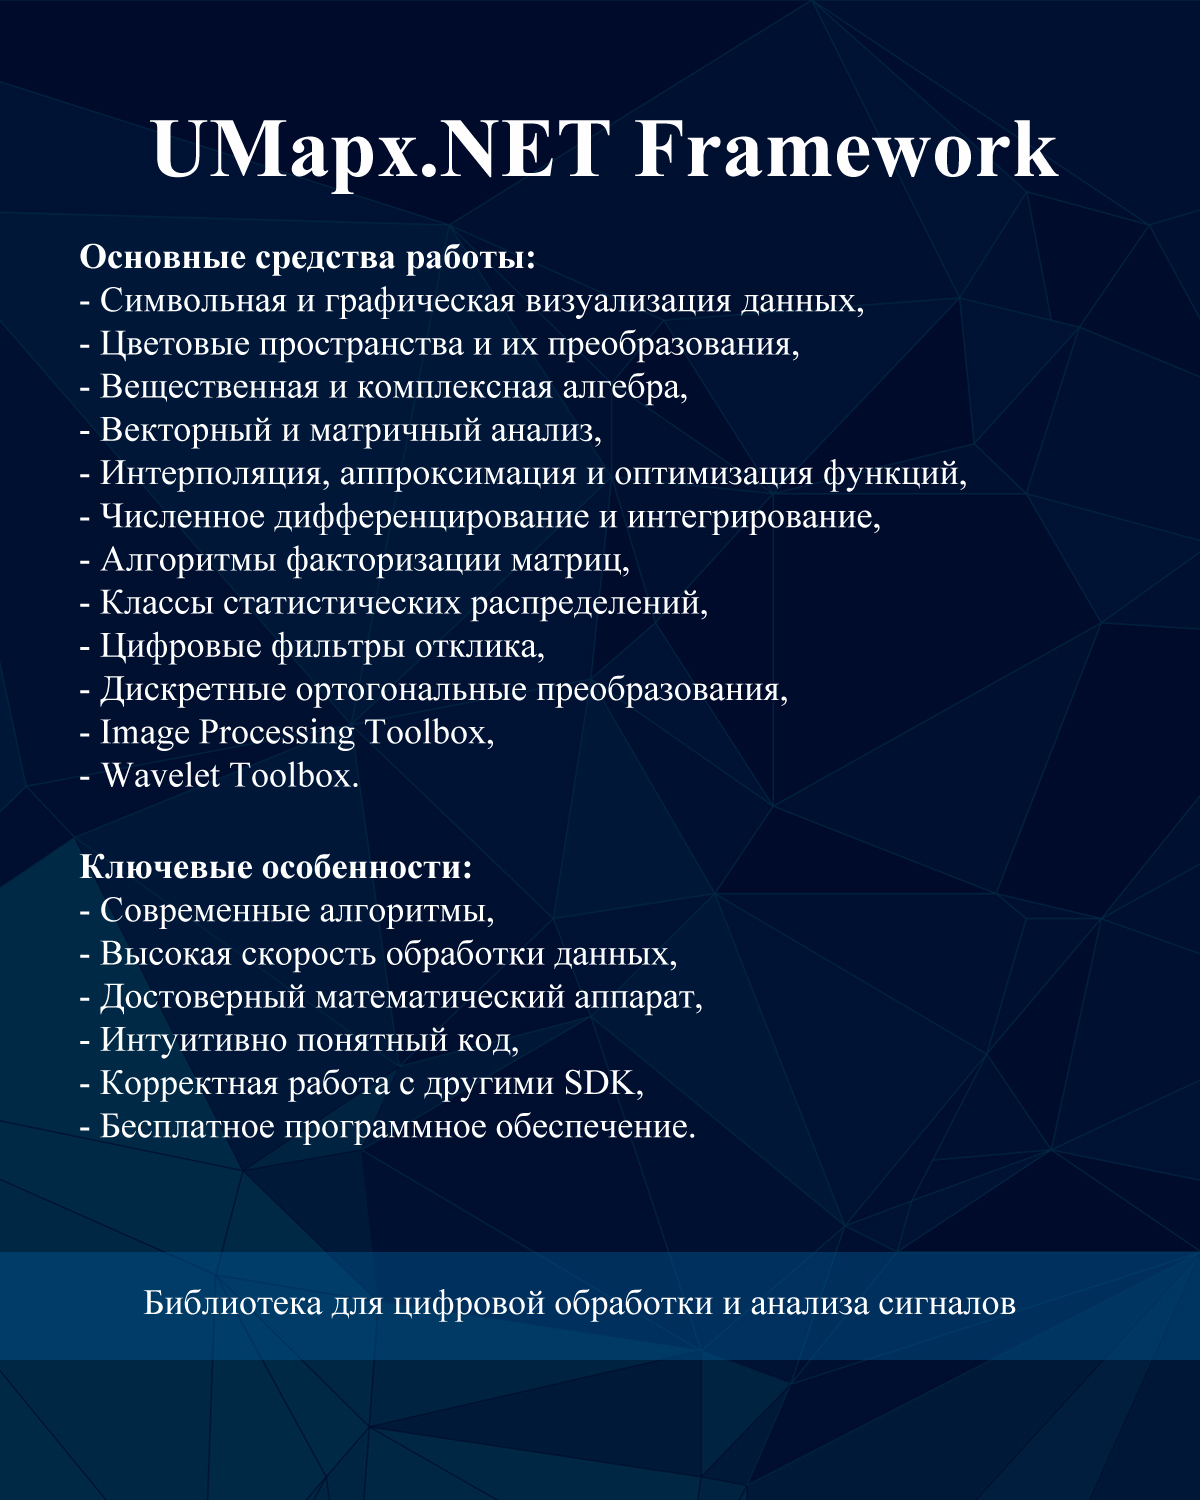 UMapx.NET Framework
Основные средства работы:
- Символьная и графическая визуализация данных,
- Цветовые пространства и их преобразования,
- Вещественная и комплексная алгебра,
- Векторный и матричный анализ,
- Интерполяция, аппроксимация и оптимизация функций,
- Численное дифференцирование и интегрирование,
- Алгоритмы факторизации матриц,
- Классы статистических распределений,
- Цифровые фильтры отклика,
- Дискретные ортогональные преобразования,
- Image Processing Toolbox,
- Wavelet Toolbox.
Ключевые особенности:
- Современные алгоритмы,
- Высокая скорость обработки данных,
- Достоверный математический аппарат,
- Интуитивно понятный код,
- Корректная работа с другими SDK,
- Бесплатное программное обеспечение.
Библиотека для цифровой обработки и анализа сигналов